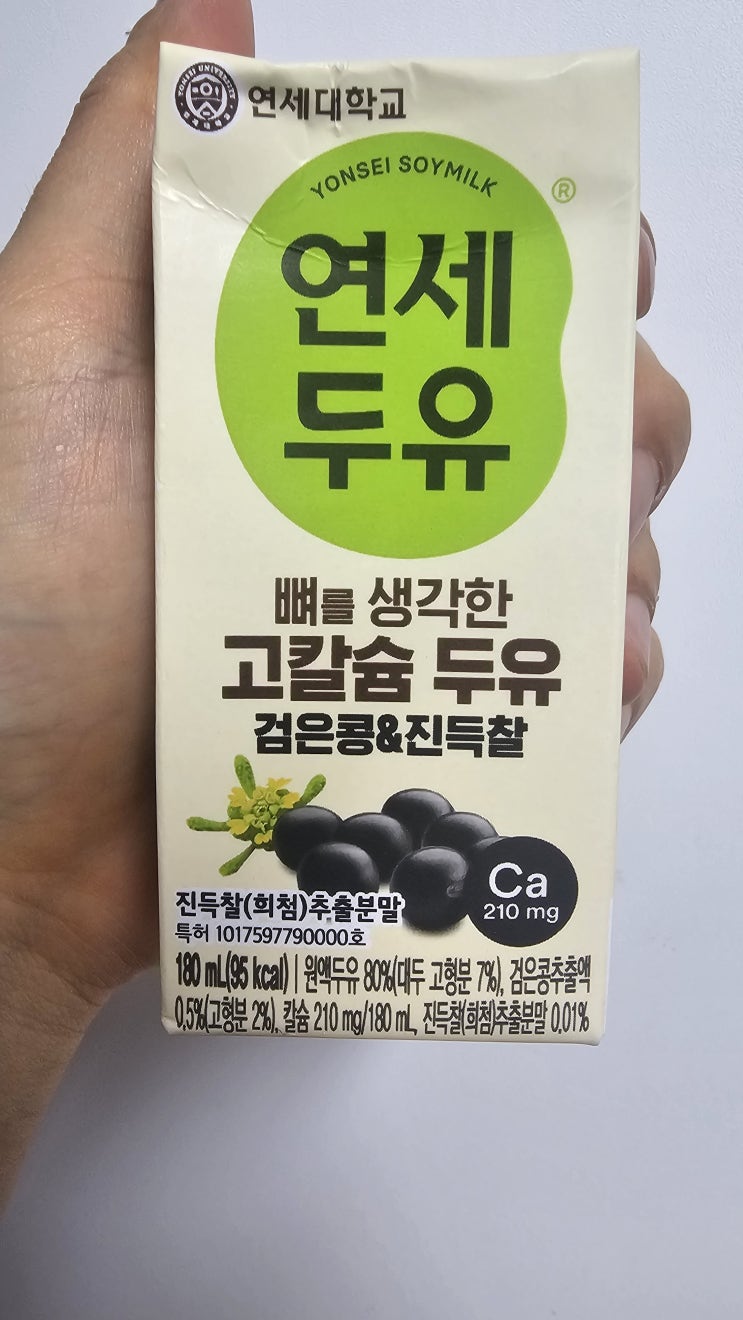 YONSEI UNIVERSITY
연세대학교
YONSEI SOYMILK
®
연세
두유
뼈를 생각한
고칼슘 두유
검은콩&진득찰
Ca
210 mg
진득찰(희첨)추출분말
특허 1017597790000호
180 mL(95 kcal) | 원액두유 80%(대두 고형분 7%), 검은콩추출액
0.5%(고형분 2%), 칼슘 210 mg/180 mL, 진득찰(희첨)추출분말 0.01%